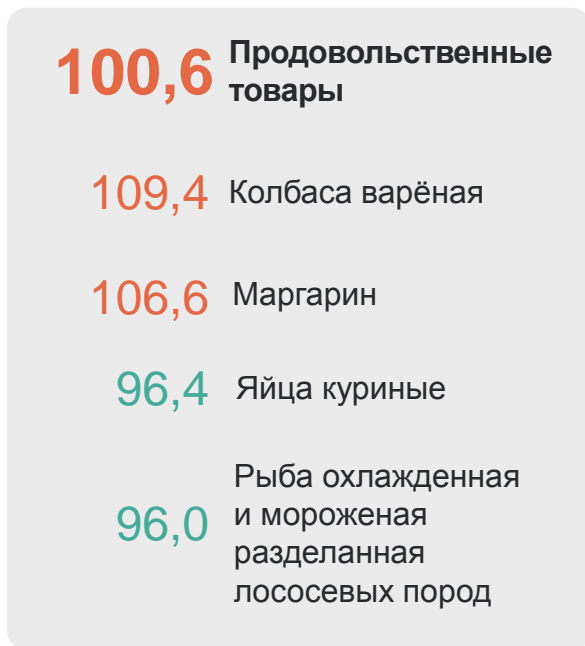 100,6 Продовольственные
товары
109,4 Колбаса варёная
106,6 Маргарин
96,4 Яйца куриные
96,0 Рыба охлажденная
и мороженая
разделанная
лососевых пород